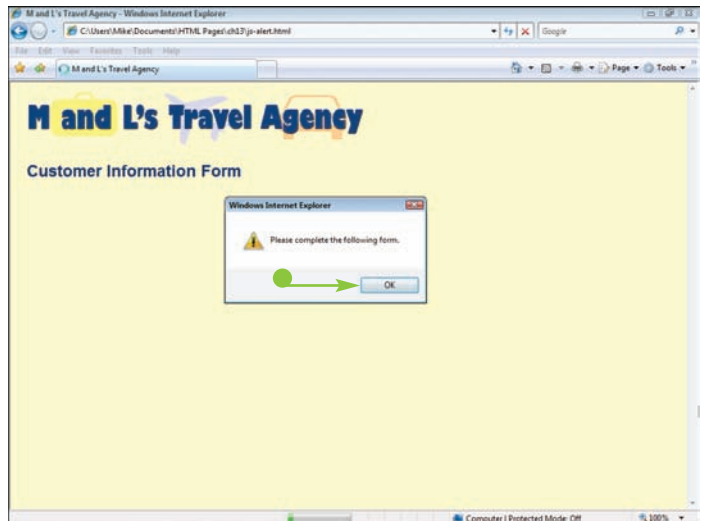 M and L's Travel Agency - Windows Internet Explorer
C:\Users\Mike\Documents\HTML Pages\ch13\js-alert.html
Google
File Edit View Favorites Tools Help
M and L's Travel Agency
Page Tools
M and L's Travel Agency
Customer Information Form
Windows Internet Explorer
Please complete the following form.
OK
Computer | Protected Mode: Off
100%